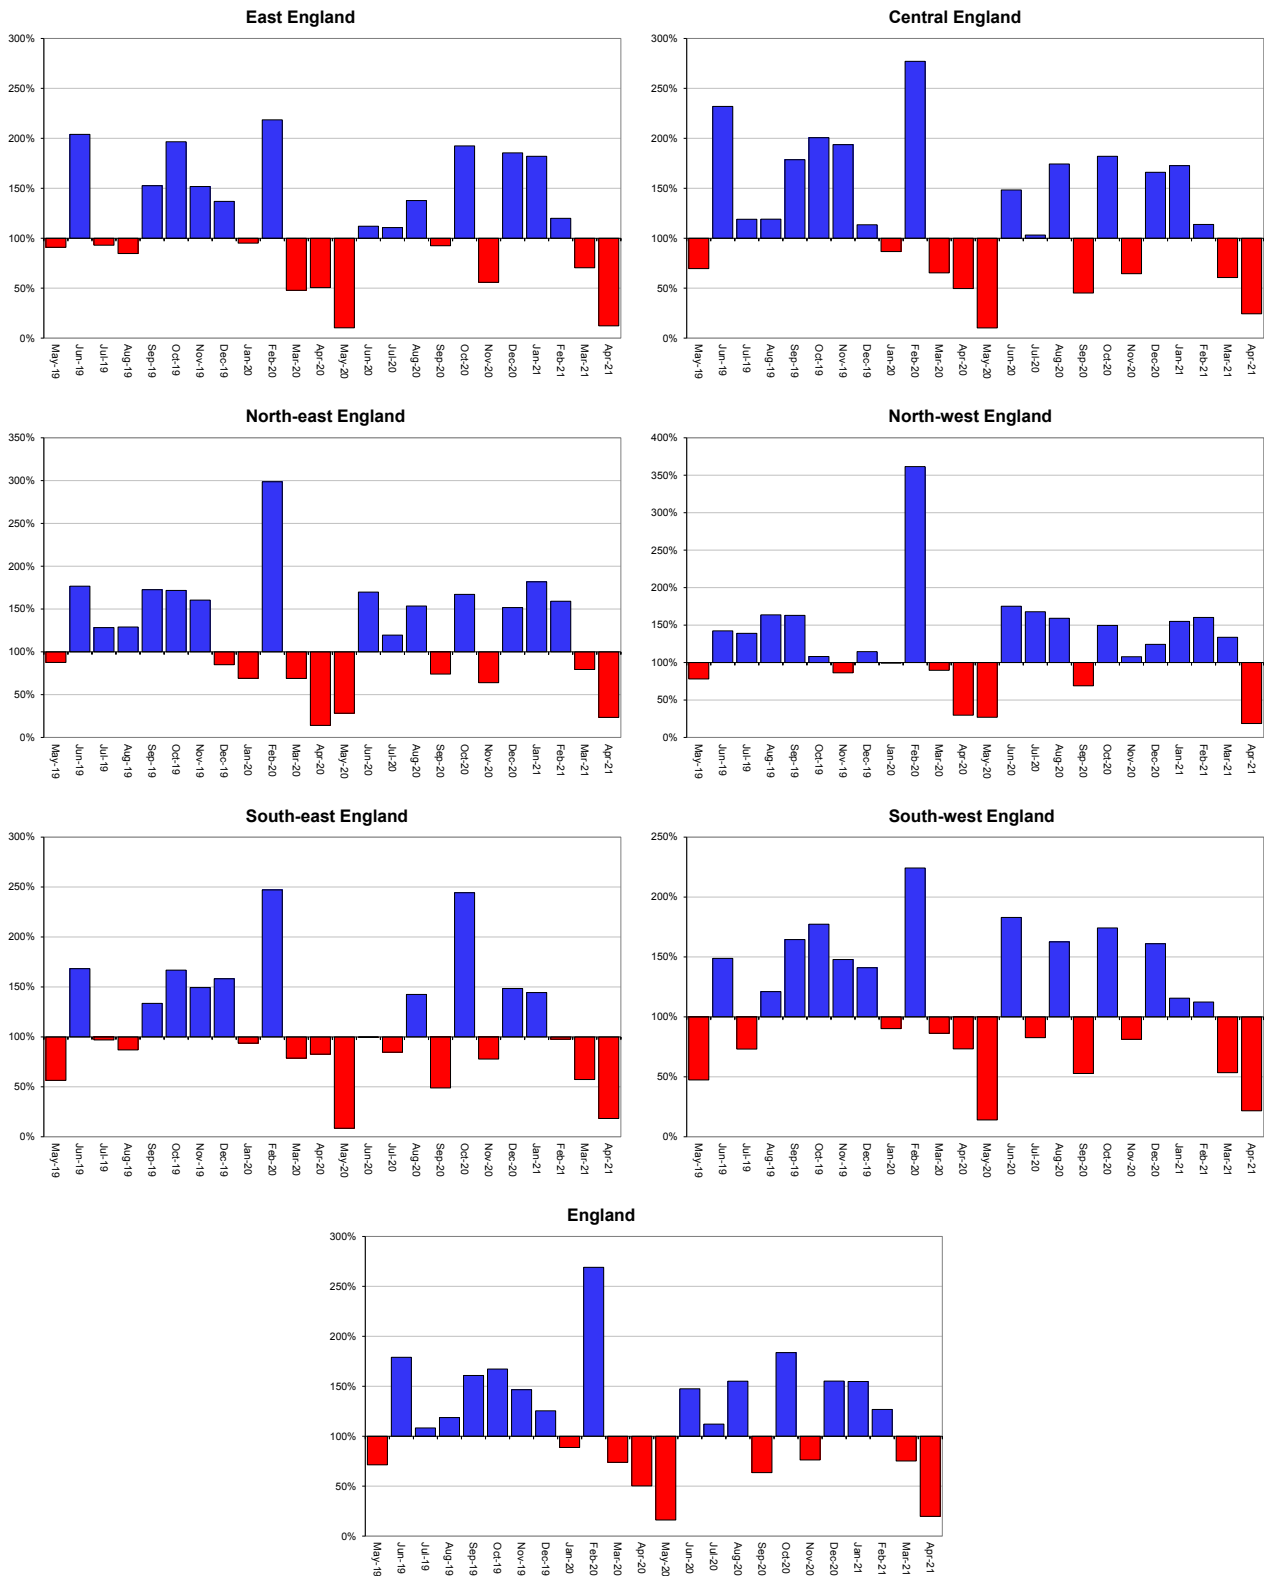 East England
300%
250%
200%
150%
100%
50%
0%
May-19
Jun-19
Jul-19
Aug-19
Sep-19
Oct-19
Nov-19
Dec-19
Jan-20
Feb-20
Mar-20
Apr-20
May-20
Jun-20
Jul-20
Aug-20
Sep-20
Oct-20
Nov-20
Dec-20
Jan-21
Feb-21
Mar-21
Apr-21
Central England
300%
250%
200%
150%
100%
50%
0%
May-19
Jun-19
Jul-19
Aug-19
Sep-19
Oct-19
Nov-19
Dec-19
Jan-20
Feb-20
Mar-20
Apr-20
May-20
Jun-20
Jul-20
Aug-20
Sep-20
Oct-20
Nov-20
Dec-20
Jan-21
Feb-21
Mar-21
Apr-21
North-east England
350%
300%
250%
200%
150%
100%
50%
0%
May-19
Jun-19
Jul-19
Aug-19
Sep-19
Oct-19
Nov-19
Dec-19
Jan-20
Feb-20
Mar-20
Apr-20
May-20
Jun-20
Jul-20
Aug-20
Sep-20
Oct-20
Nov-20
Dec-20
Jan-21
Feb-21
Mar-21
Apr-21
North-west England
400%
350%
300%
250%
200%
150%
100%
50%
0%
May-19
Jun-19
Jul-19
Aug-19
Sep-19
Oct-19
Nov-19
Dec-19
Jan-20
Feb-20
Mar-20
Apr-20
May-20
Jun-20
Jul-20
Aug-20
Sep-20
Oct-20
Nov-20
Dec-20
Jan-21
Feb-21
Mar-21
Apr-21
South-east England
300%
250%
200%
150%
100%
50%
0%
May-19
Jun-19
Jul-19
Aug-19
Sep-19
Oct-19
Nov-19
Dec-19
Jan-20
Feb-20
Mar-20
Apr-20
May-20
Jun-20
Jul-20
Aug-20
Sep-20
Oct-20
Nov-20
Dec-20
Jan-21
Feb-21
Mar-21
Apr-21
South-west England
250%
200%
150%
100%
50%
0%
May-19
Jun-19
Jul-19
Aug-19
Sep-19
Oct-19
Nov-19
Dec-19
Jan-20
Feb-20
Mar-20
Apr-20
May-20
Jun-20
Jul-20
Aug-20
Sep-20
Oct-20
Nov-20
Dec-20
Jan-21
Feb-21
Mar-21
Apr-21
England
300%
250%
200%
150%
100%
50%
0%
May-19
Jun-19
Jul-19
Aug-19
Sep-19
Oct-19
Nov-19
Dec-19
Jan-20
Feb-20
Mar-20
Apr-20
May-20
Jun-20
Jul-20
Aug-20
Sep-20
Oct-20
Nov-20
Dec-20
Jan-21
Feb-21
Mar-21
Apr-21